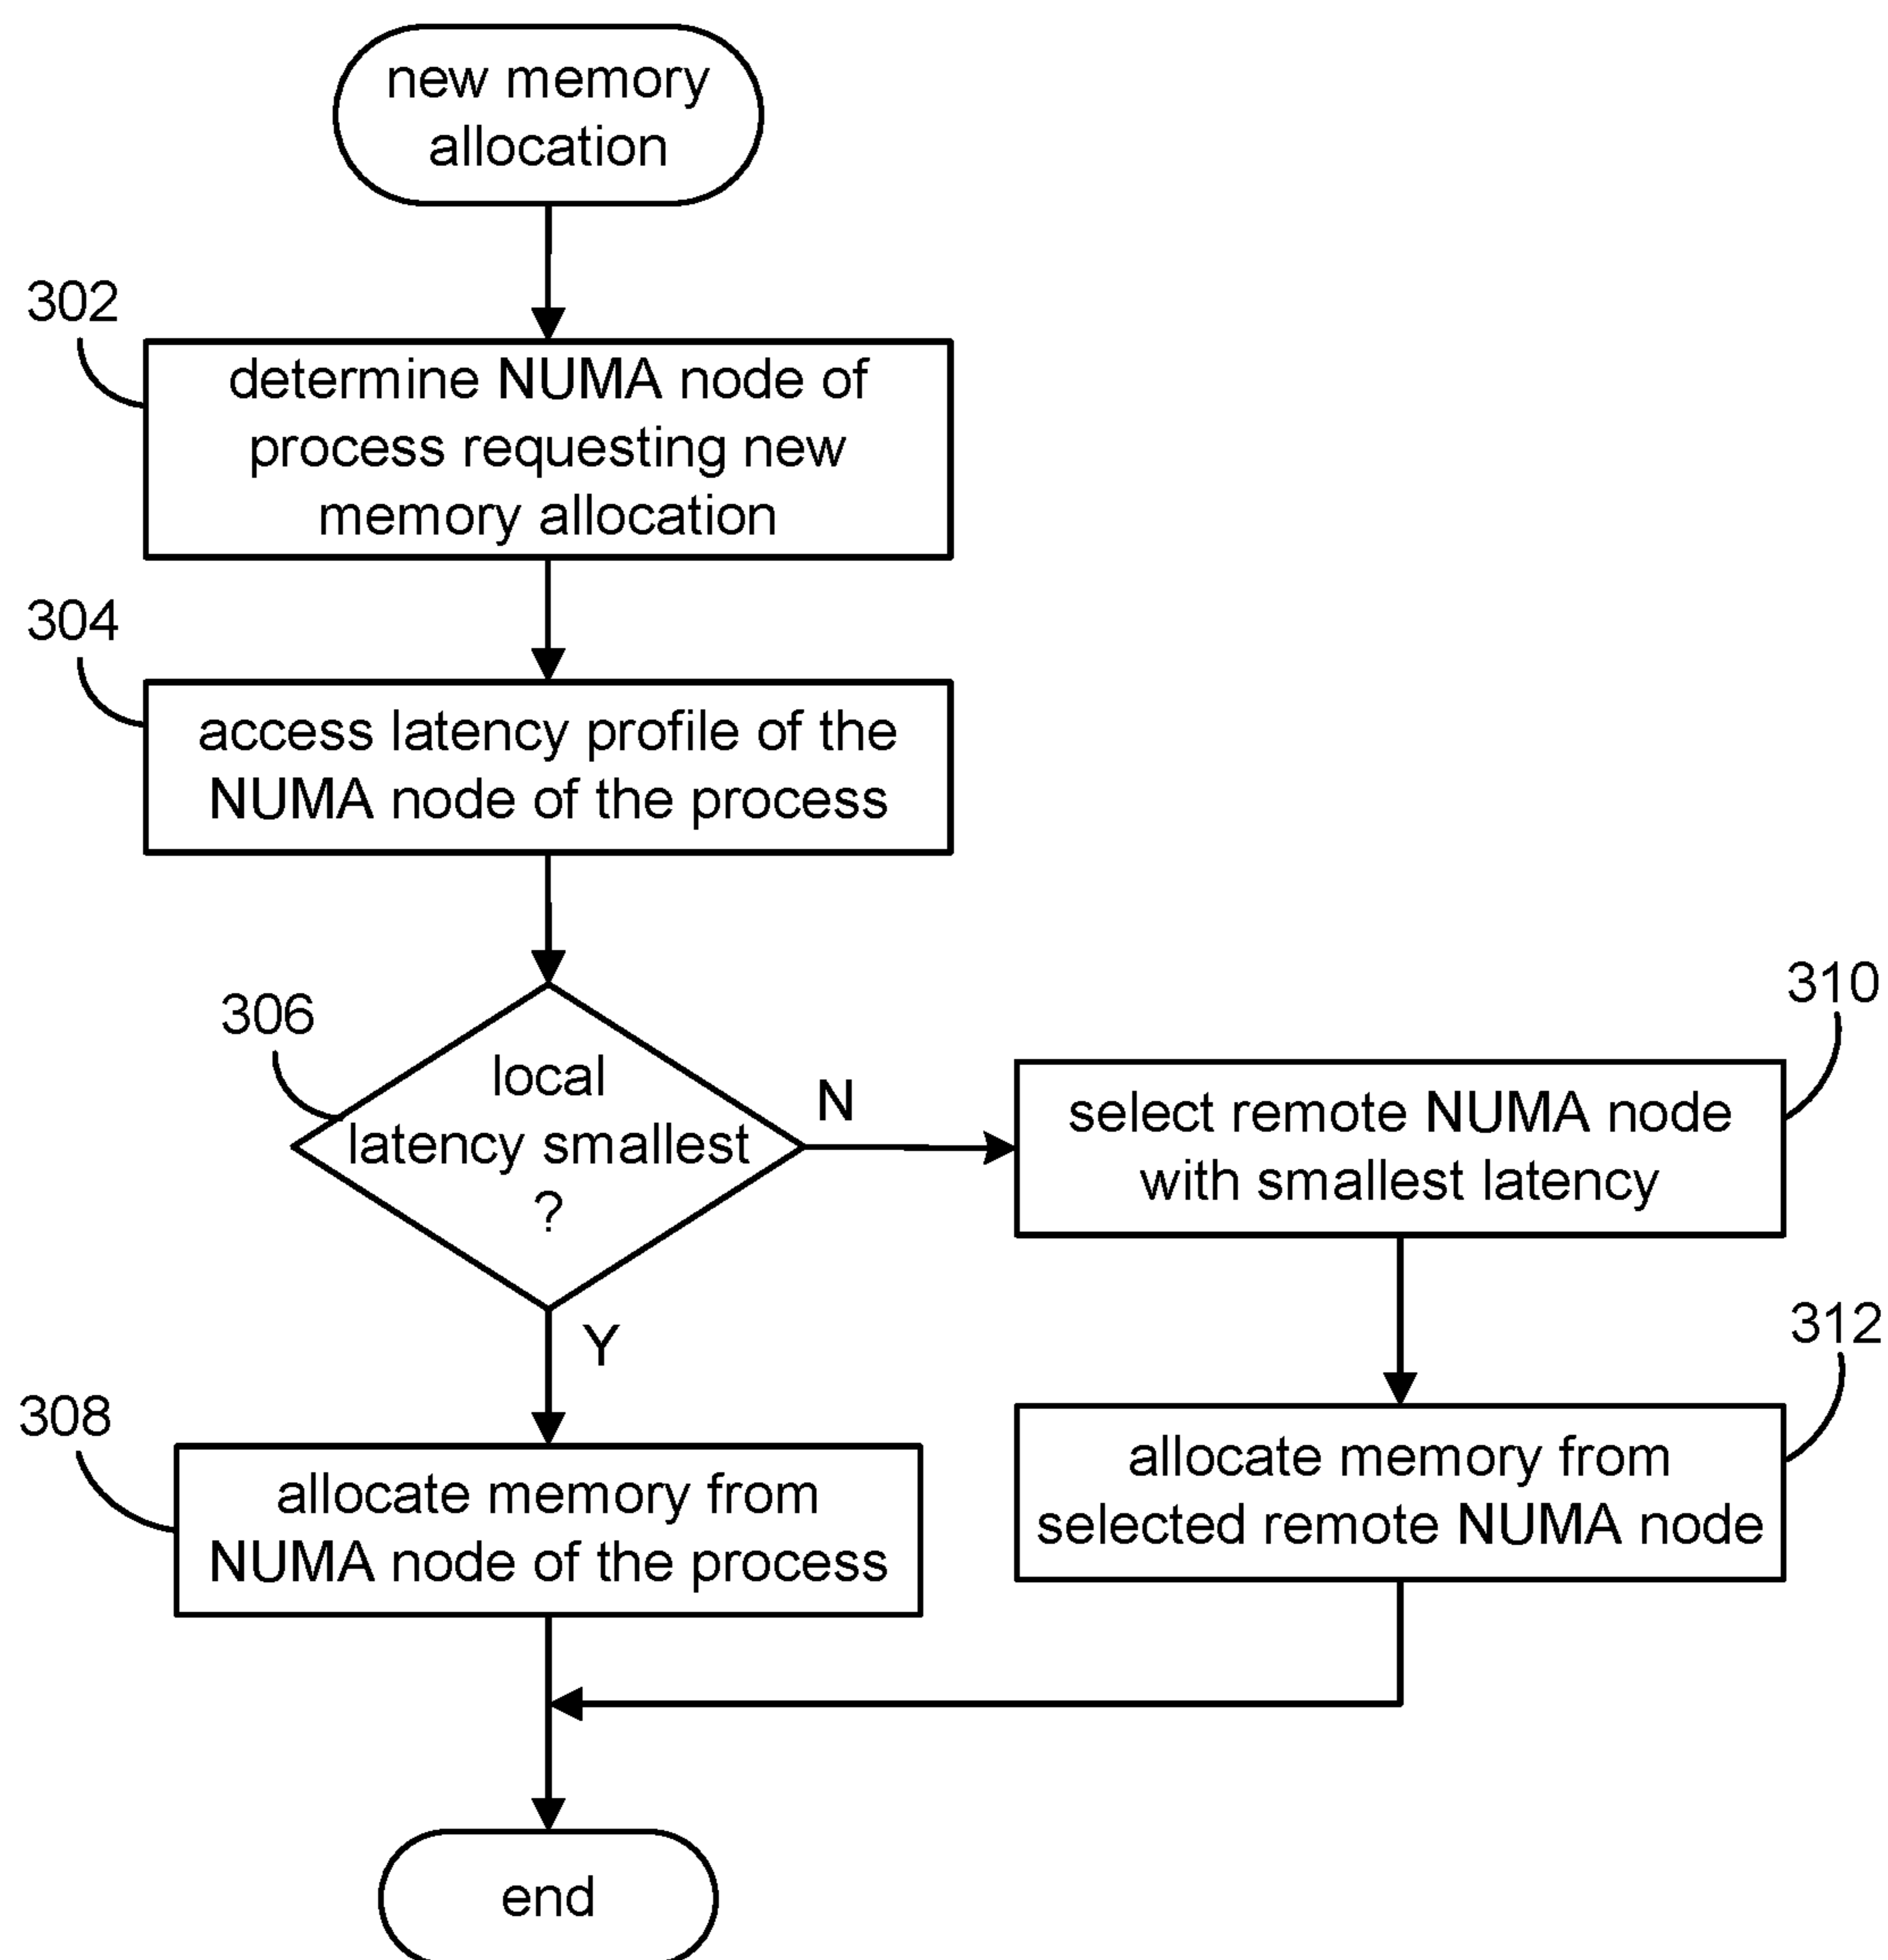 new memory
allocation
302
determine NUMA node of
process requesting new
memory allocation
304
access latency profile of the
NUMA node of the process
306
local
latency smallest
?
N
Y
310
select remote NUMA node
with smallest latency
312
allocate memory from
selected remote NUMA node
308
allocate memory from
NUMA node of the process
end